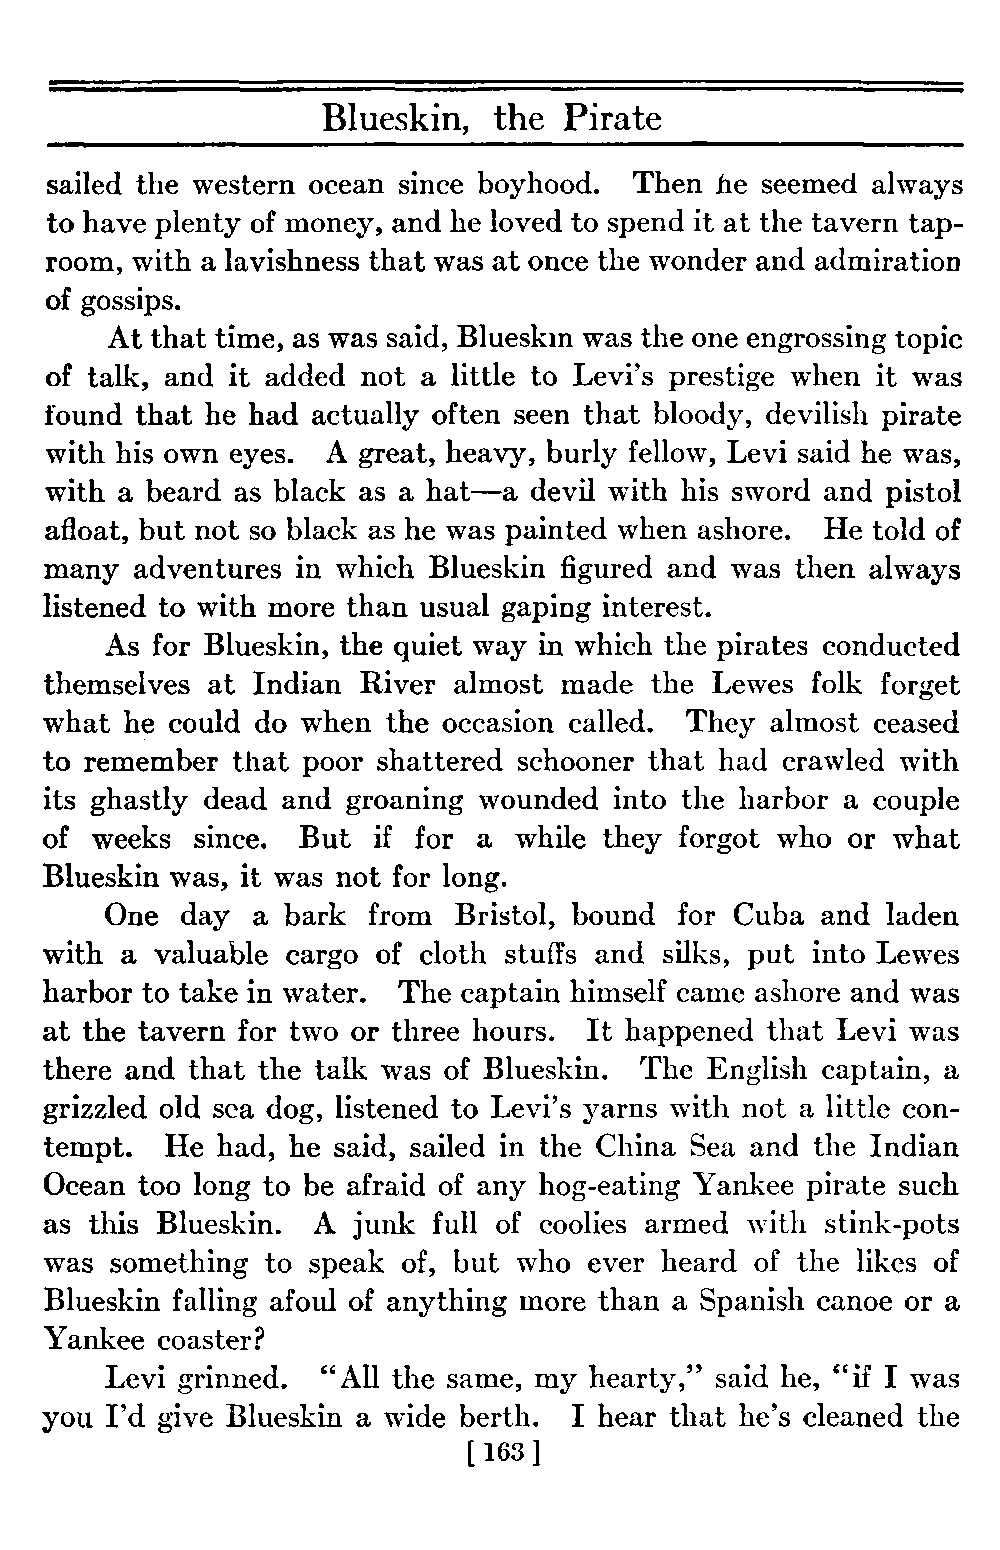 Blueskin, the Pirate
sailed the western ocean since boyhood. Then he seemed always
to have plenty of money, and he loved to spend it at the tavern tap-
room, with a lavishness that was at once the wonder and admiration
of gossips.
At that time, as was said, Blueskin was the one engrossing topic
of talk, and it added not a little to Levi's prestige when it was
found that he had actually often seen that bloody, devilish pirate
with his own eyes. A great, heavy, burly fellow, Levi said he was,
with a beard as black as a hat—a devil with his sword and pistol
afloat, but not so black as he was painted when ashore. He told of
many adventures in which Blueskin figured and was then always
listened to with more than usual gaping interest.
As for Blueskin, the quiet way in which the pirates conducted
themselves at Indian River almost made the Lewes folk forget
what he could do when the occasion called. They almost ceased
to remember that poor shattered schooner that had crawled with
its ghastly dead and groaning wounded into the harbor a couple
of weeks since. But if for a while they forgot who or what
Blueskin was, it was not for long.
One day a bark from Bristol, bound for Cuba and laden
with a valuable cargo of cloth stuffs and silks, put into Lewes
harbor to take in water. The captain himself came ashore and was
at the tavern for two or three hours. It happened that Levi was
there and that the talk was of Blueskin. The English captain, a
grizzled old sea dog, listened to Levi's yarns with not a little con-
tempt. He had, he said, sailed in the China Sea and the Indian
Ocean too long to be afraid of any hog-eating Yankee pirate such
as this Blueskin. A junk full of coolies armed with stink-pots
was something to speak of, but who ever heard of the likes of
Blueskin falling afoul of anything more than a Spanish canoe or a
Yankee coaster?
Levi grinned. “All the same, my hearty,” said he, “if I was
you I'd give Blueskin a wide berth. I hear that he's cleaned the
[ 163 ]